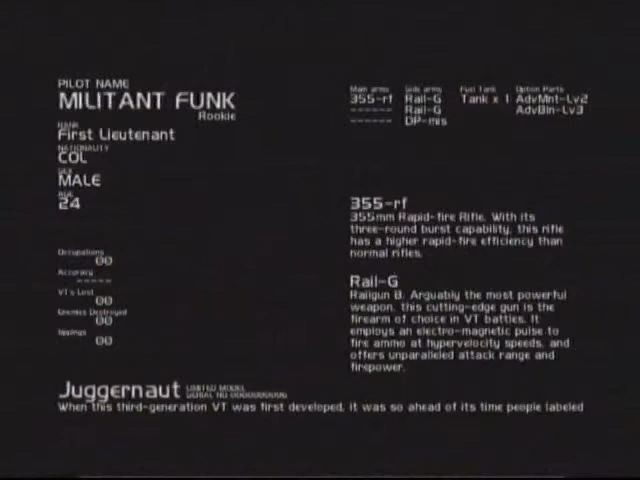 PILOT NAME
MILITANT FUNK
Rookie
RANK
First Lieutenant
NATIONALITY
COL
SEX
MALE
AGE
24
Occupations
00
Accuracy
-----
VT's Lost
00
Enemies Destroyed
00
Tippings
00
Main arms Side arms Fuel Tank Option Parts
355-rf Rail-G Tank x 1 AdvMnt-Lv2
------ Rail-G AdvBln-Lv3
------ DP-mis
355-rf
355mm Rapid-fire Rifle. With its
three-round burst capability, this rifle
has a higher rapid-fire efficiency than
normal rifles.
Rail-G
Railgun B. Arguably the most powerful
weapon, this cutting-edge gun is the
firearm of choice in VT battles. It
employs an electro-magnetic pulse to
fire ammo at hypervelocity speeds, and
offers unparalleled attack range and
firepower.
Juggernaut LIMITED MODEL
SERIAL NO
When this third-generation VT was first developed, it was so ahead of its time people labeled